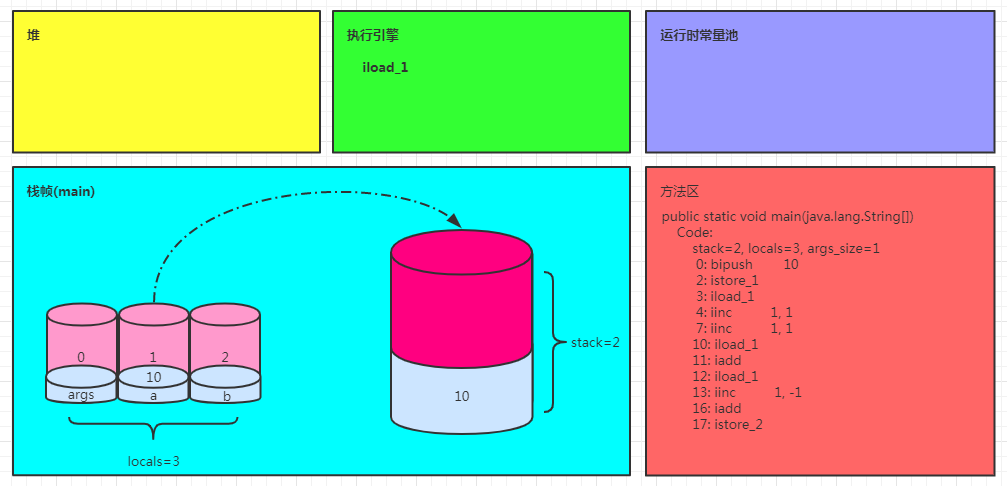 堆
执行引擎
iload_1
运行时常量池
栈帧(main)
0
1
2
10
args
a
b
locals=3
10
stack=2
方法区
public static void main(java.lang.String[])
Code:
stack=2, locals=3, args_size=1
0: bipush 10
2: istore_1
3: iload_1
4: iinc 1, 1
7: iinc 1, 1
10: iload_1
11: iadd
12: iload_1
13: iinc 1, -1
16: iadd
17: istore_2